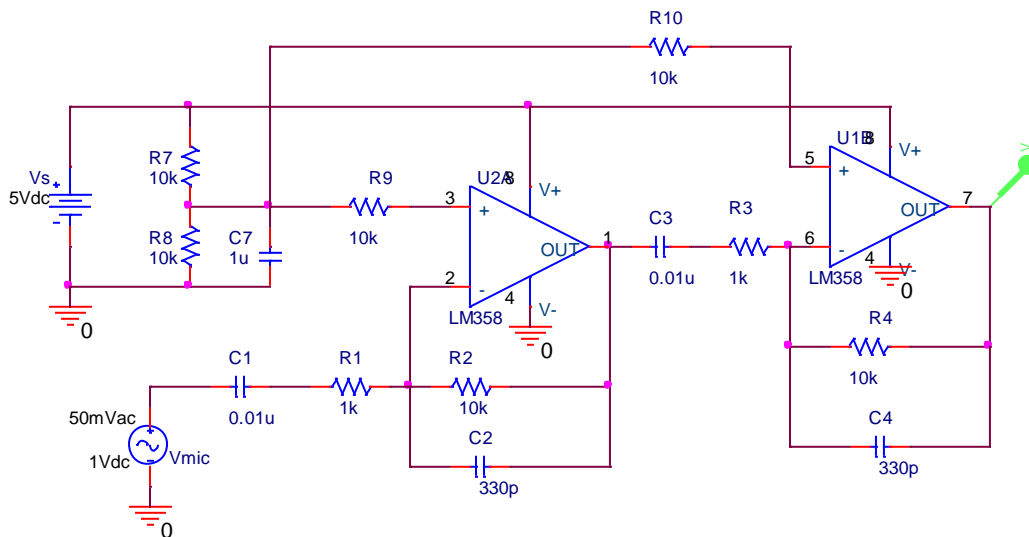 R10
10k
R7
10k
Vs
+
5Vdc
-
R8
10k
C7
1u
0
R9
10k
U2A
8
V+
3
+
OUT
1
2
-
4
V-
LM358
0
C3
0.01u
R3
1k
U1B
8
V+
5
+
OUT
7
6
-
4
V-
LM358
0
V
R4
10k
C4
330p
C1
0.01u
R1
1k
R2
10k
C2
330p
50mVac
+
1Vdc
-
Vmic
0